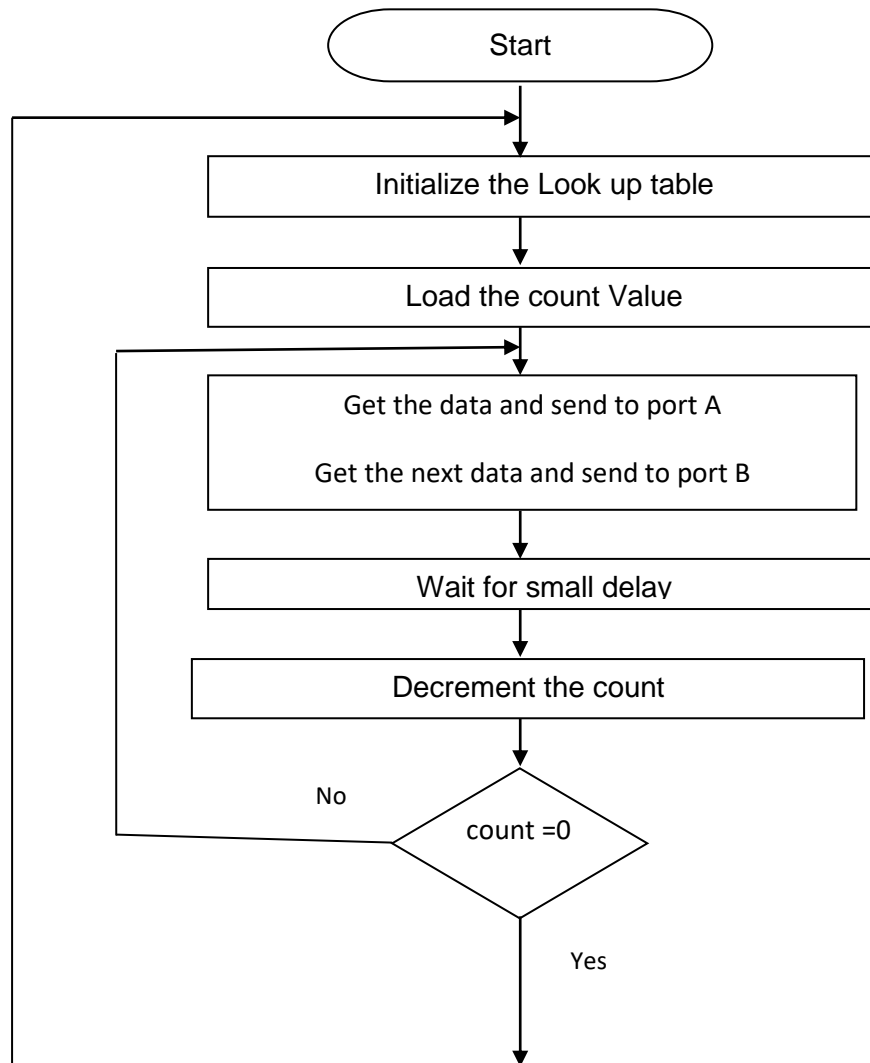 Start
Initialize the Look up table
Load the count Value
Get the data and send to port A
Get the next data and send to port B
Wait for small delay
Decrement the count
No
count =0
Yes